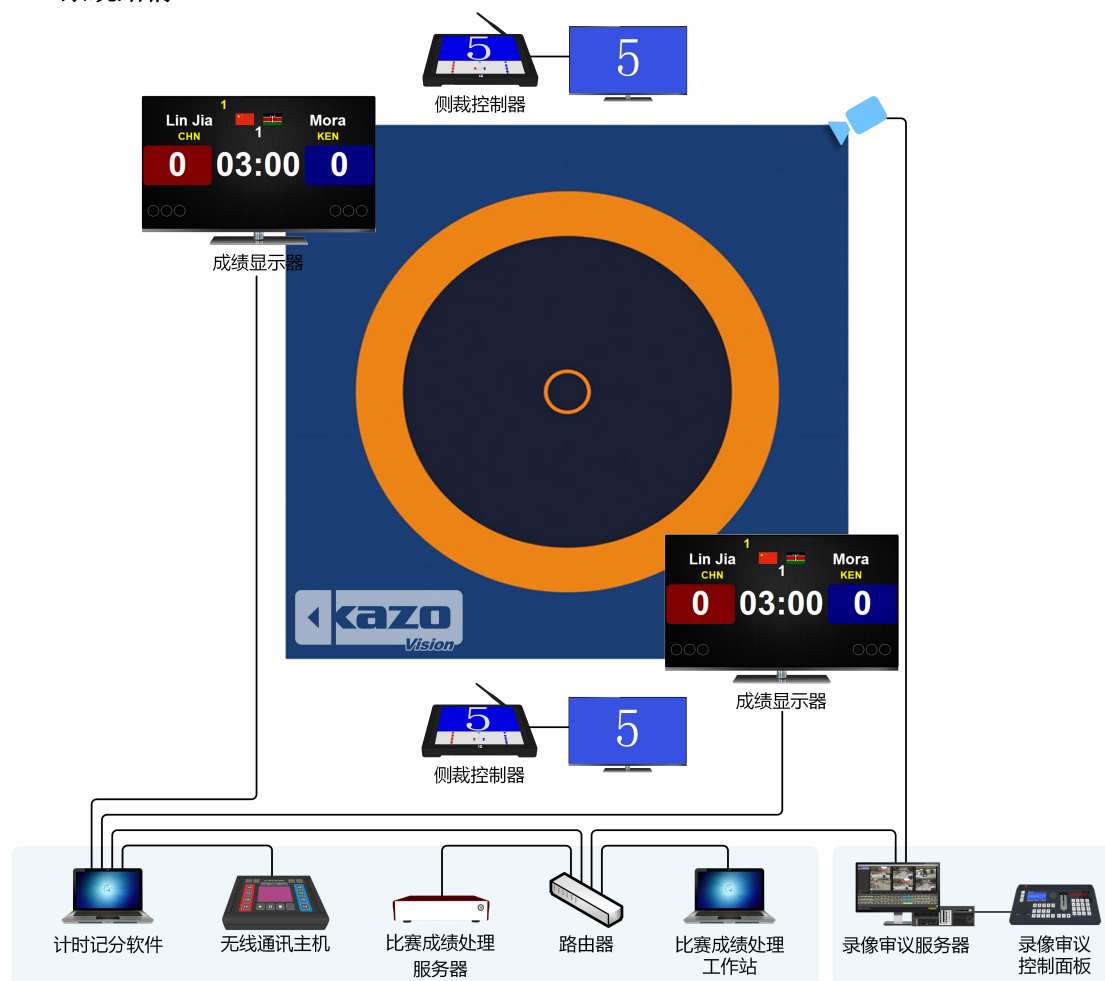 5
5
侧裁控制器
1
Lin Jia
Mora
CHN
1
KEN
0
03:00
0
成绩显示器
1
Lin Jia
Mora
CHN
1
KEN
0
03:00
0
kazo
Vision
成绩显示器
5
5
侧裁控制器
计时记分软件
无线通讯主机
比赛成绩处理
服务器
路由器
比赛成绩处理
工作站
录像审议服务器
录像审议
控制面板